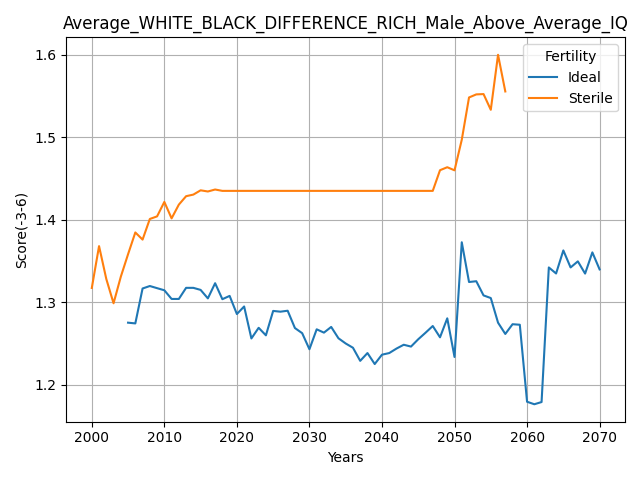 Average_WHITE_BLACK_DIFFERENCE_RICH_Male_Above_Average_IQ
Fertility
Ideal
Sterile
1.6
1.5
1.4
1.3
1.2
Score(-3-6)
2000 2010 2020 2030 2040 2050 2060 2070
Years